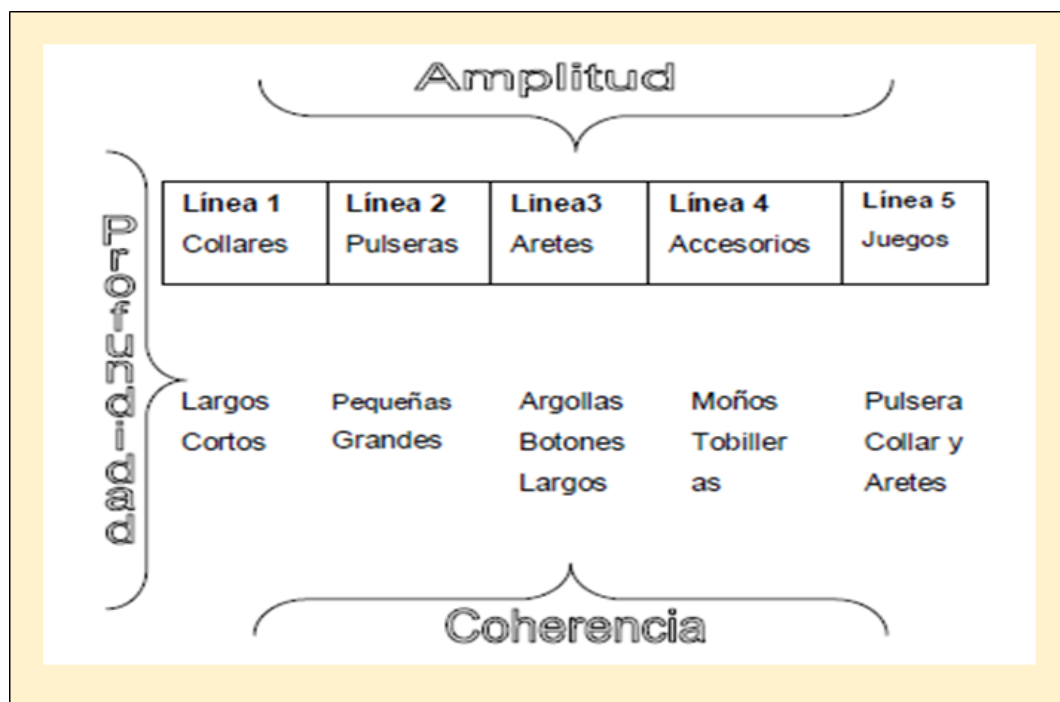 Amplitud
Profundidad
Línea 1 Línea 2 Linea3 Línea 4 Línea 5
Collares Pulseras Aretes Accesorios Juegos
Largos Pequeñas Argollas Moños Pulsera
Cortos Grandes Botones Tobiller Collar y
Largos as Aretes
Coherencia